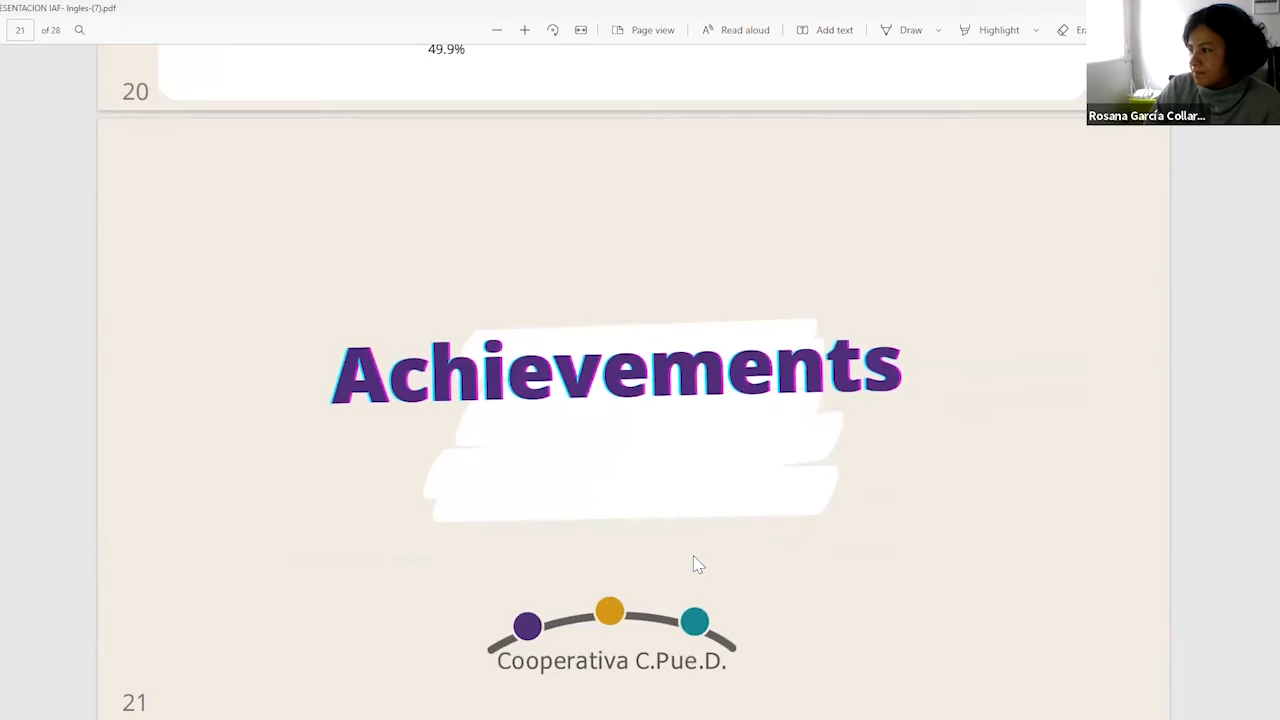 ESENTACION IAF- Ingles-(7).pdf
21 of 28 Page view Read aloud Add text Draw Highlight
49.9%
20
Rosana García Collar...
Achievements
Cooperativa C.Pue.D.
21